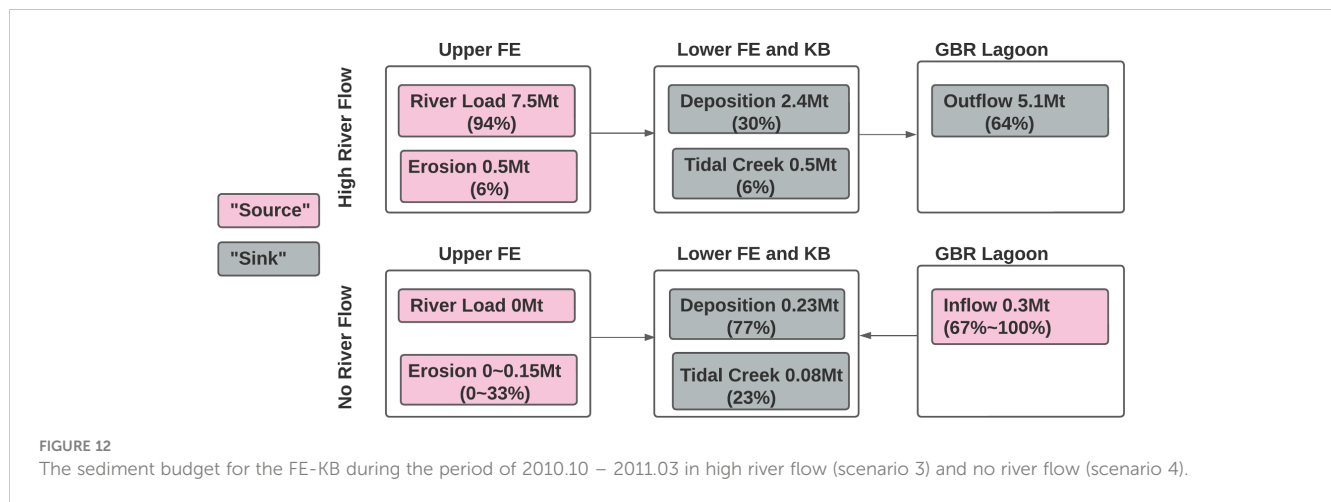 Upper FE
Lower FE and KB
GBR Lagoon
High River Flow
River Load 7.5Mt
(94%)
Erosion 0.5Mt
(6%)
Deposition 2.4Mt
(30%)
Tidal Creek 0.5Mt
(6%)
Outflow 5.1Mt
(64%)
"Source"
"Sink"
Upper FE
Lower FE and KB
GBR Lagoon
No River Flow
River Load 0Mt
Erosion 0~0.15Mt
(0~33%)
Deposition 0.23Mt
(77%)
Tidal Creek 0.08Mt
(23%)
Inflow 0.3Mt
(67%~100%)
FIGURE 12
The sediment budget for the FE-KB during the period of 2010.10 – 2011.03 in high river flow (scenario 3) and no river flow (scenario 4).